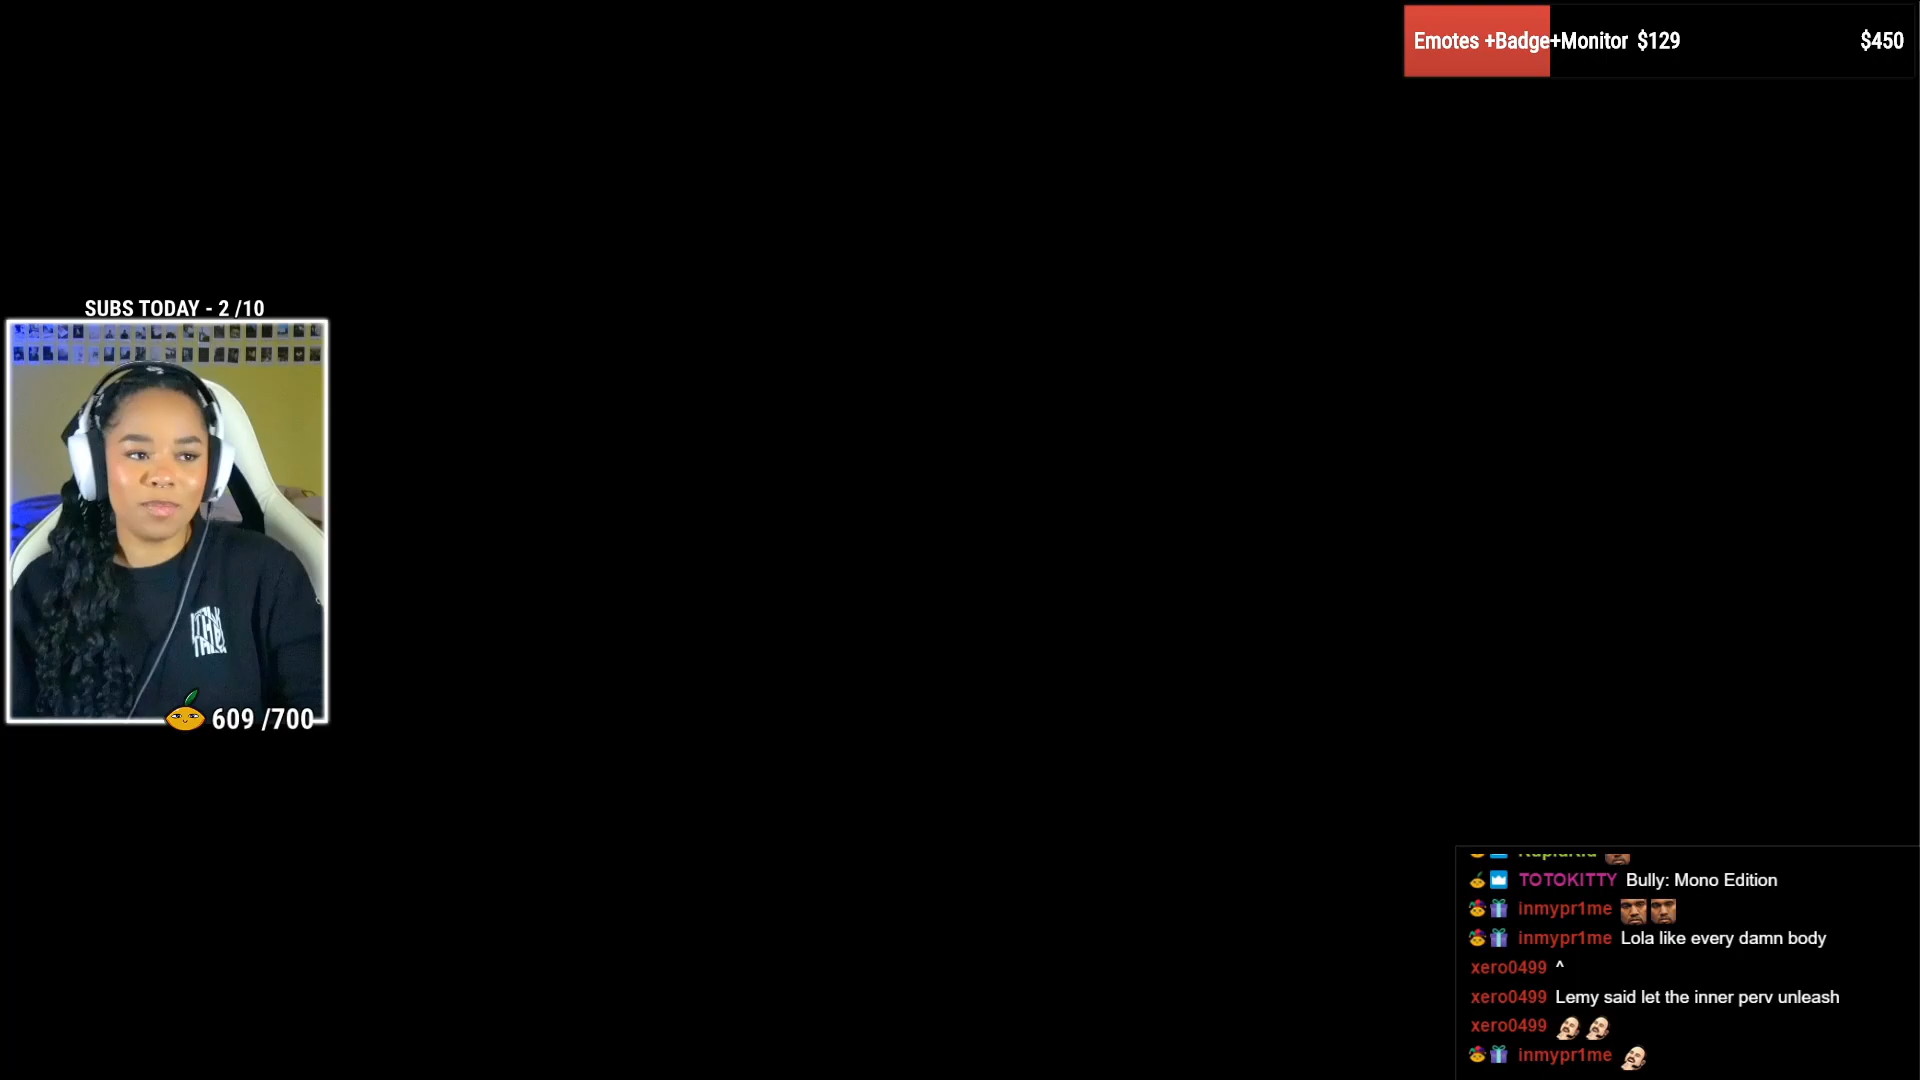 Emotes +Badge+Monitor $129 $450
SUBS TODAY - 2 /10
609 /700
TOTOKITTY Bully: Mono Edition
inmypr1me
inmypr1me Lola like every damn body
xero0499 ^
xero0499 Lemy said let the inner perv unleash
xero0499
inmypr1me